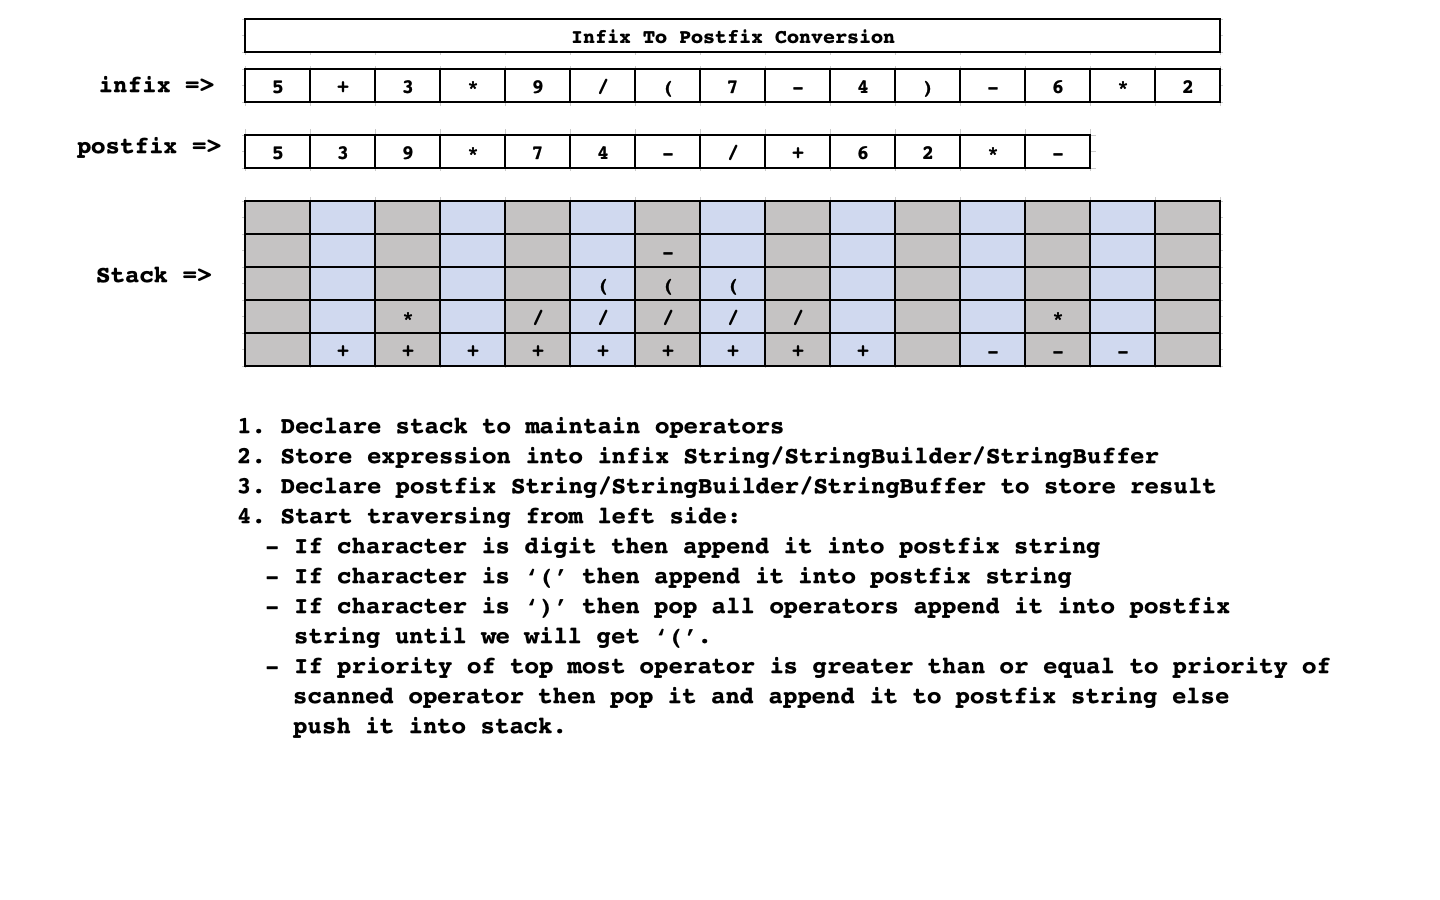 Infix To Postfix Conversion
infix => 5 + 3 * 9 / ( 7 - 4 ) - 6 * 2
postfix => 5 3 9 * 7 4 - / + 6 2 * -
-
Stack =>
( ( (
* / / / / / *
+ + + + + + + + + - - -
1. Declare stack to maintain operators
2. Store expression into infix String/StringBuilder/StringBuffer
3. Declare postfix String/StringBuilder/StringBuffer to store result
4. Start traversing from left side:
- If character is digit then append it into postfix string
- If character is ‘(’ then append it into postfix string
- If character is ‘)’ then pop all operators append it into postfix
string until we will get ‘(’.
- If priority of top most operator is greater than or equal to priority of
scanned operator then pop it and append it to postfix string else
push it into stack.